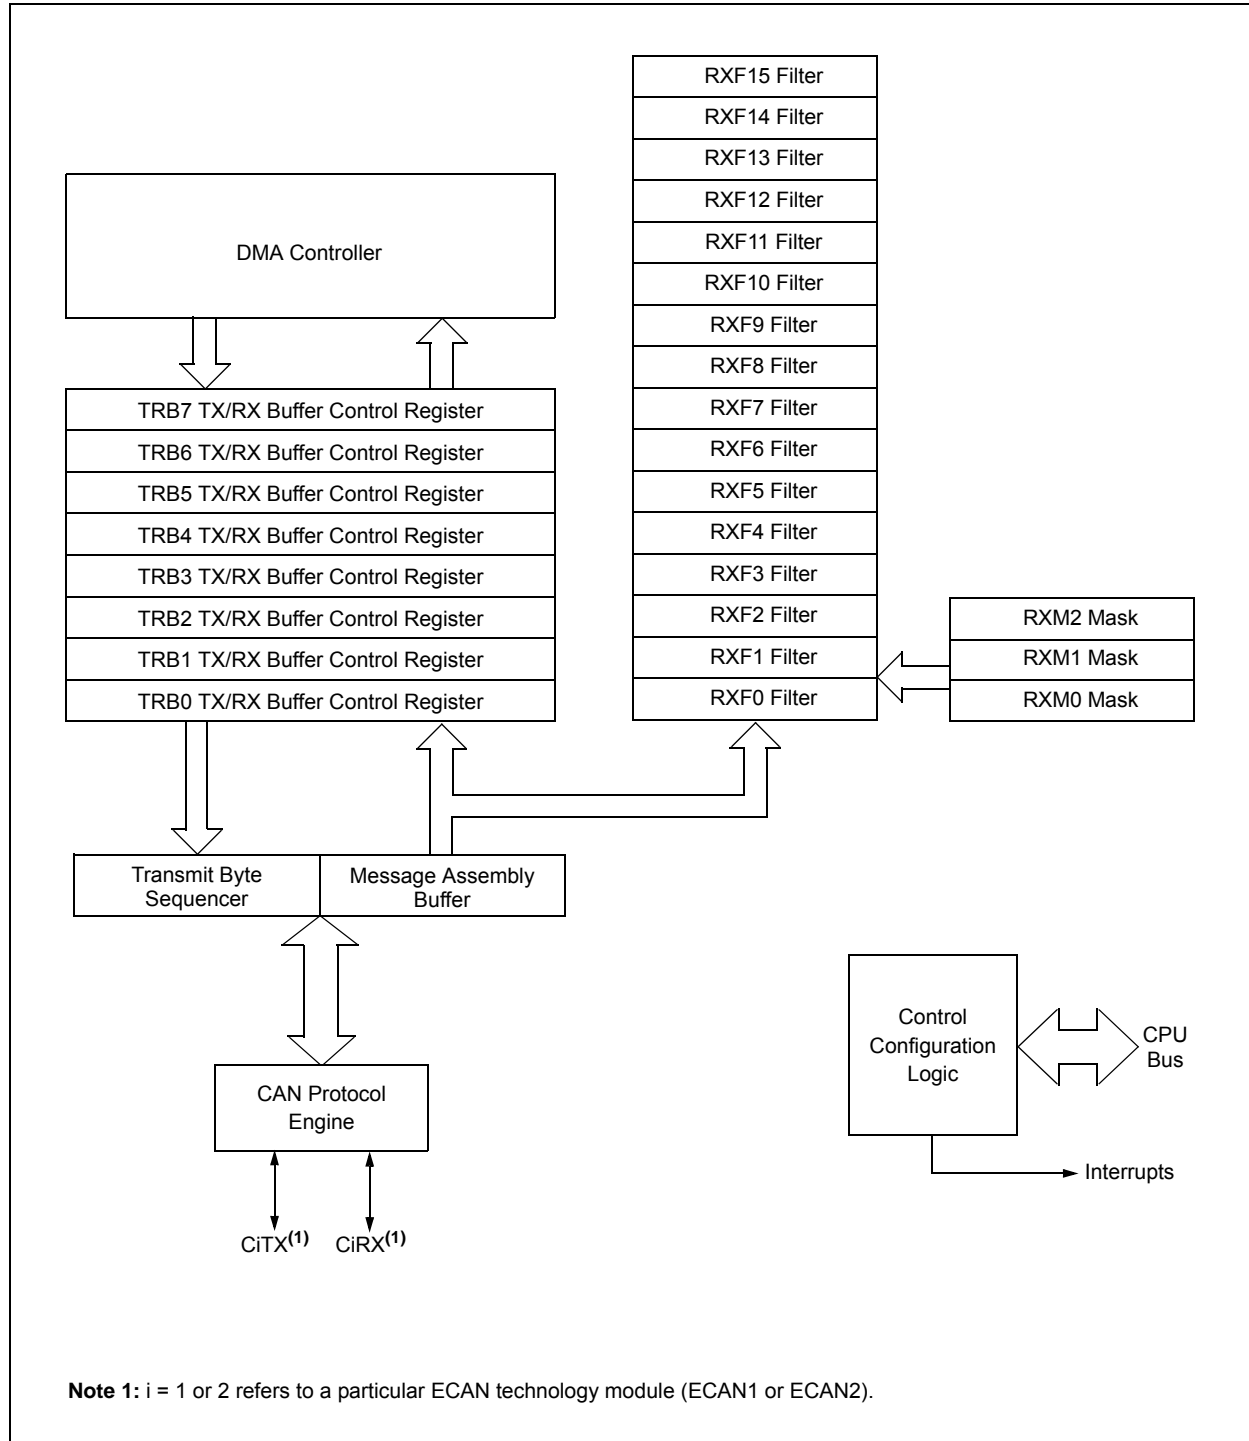 RXF15 Filter
RXF14 Filter
RXF13 Filter
RXF12 Filter
RXF11 Filter
RXF10 Filter
RXF9 Filter
RXF8 Filter
RXF7 Filter
RXF6 Filter
RXF5 Filter
RXF4 Filter
RXF3 Filter
RXF2 Filter
RXF1 Filter
RXF0 Filter
DMA Controller
TRB7 TX/RX Buffer Control Register
TRB6 TX/RX Buffer Control Register
TRB5 TX/RX Buffer Control Register
TRB4 TX/RX Buffer Control Register
TRB3 TX/RX Buffer Control Register
TRB2 TX/RX Buffer Control Register
TRB1 TX/RX Buffer Control Register
TRB0 TX/RX Buffer Control Register
RXM2 Mask
RXM1 Mask
RXM0 Mask
Transmit Byte
Sequencer
Message Assembly
Buffer
Control
Configuration
Logic
CPU
Bus
CAN Protocol
Engine
Interrupts
CiTX(1)
CiRX(1)
Note 1: i = 1 or 2 refers to a particular ECAN technology module (ECAN1 or ECAN2).